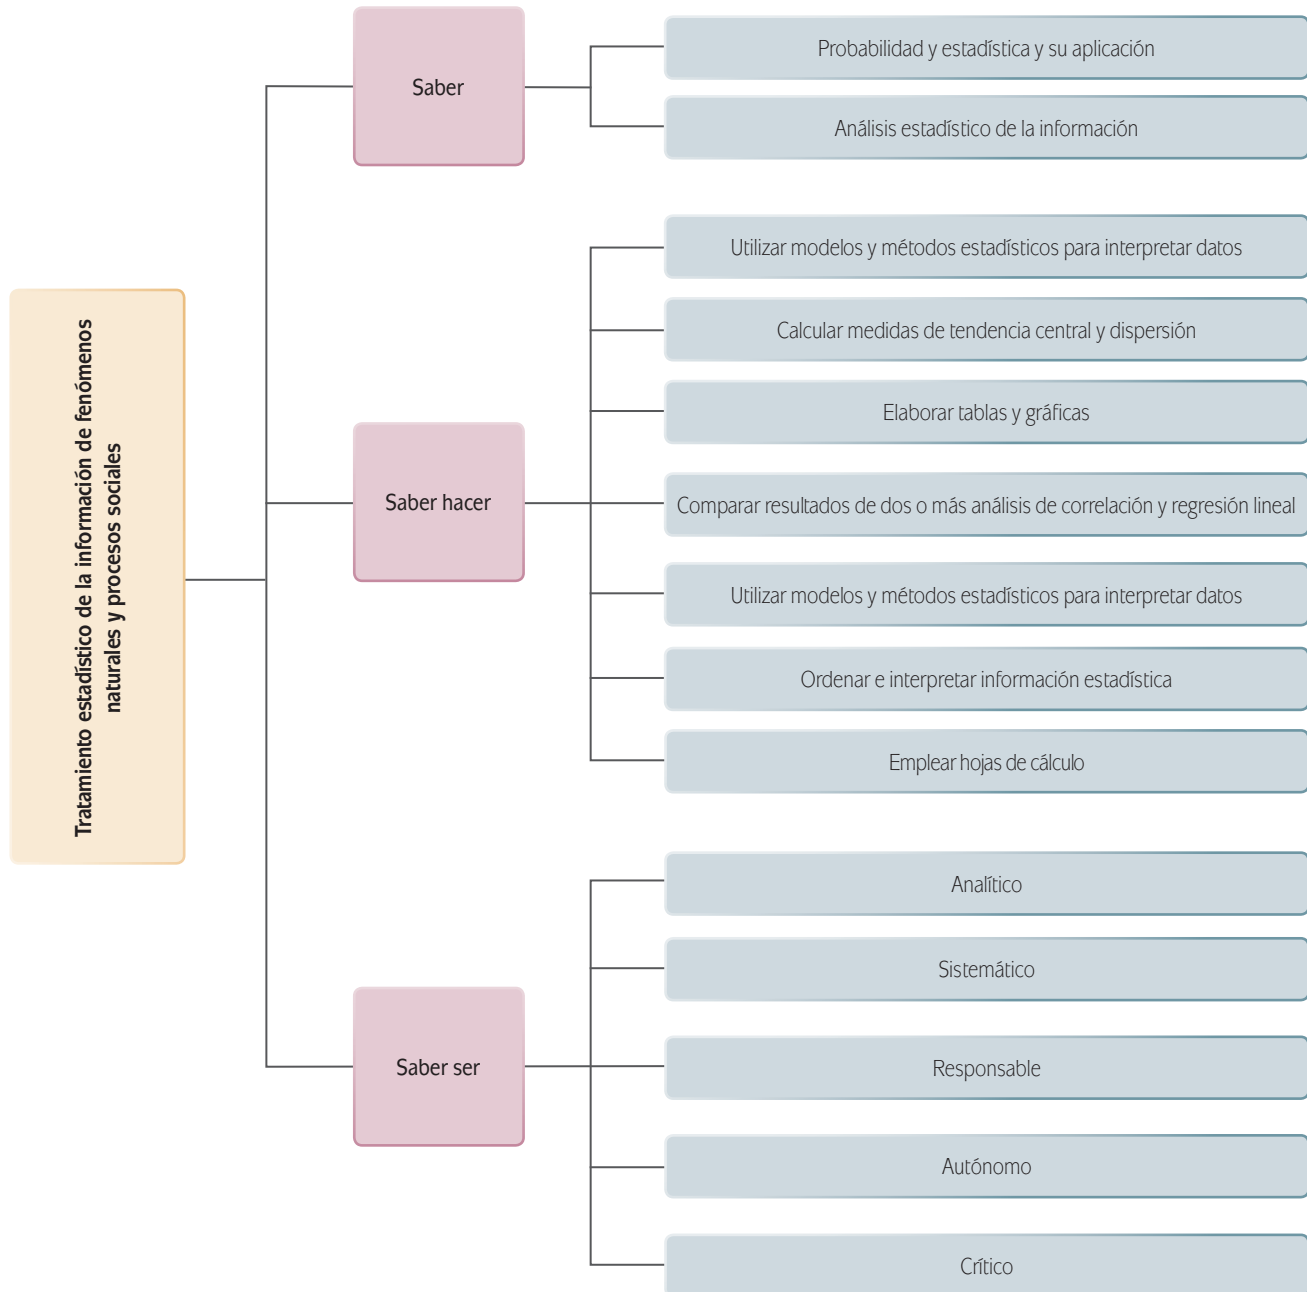 Tratamiento estadístico de la información de fenómenos
naturales y procesos sociales
Saber
Probabilidad y estadística y su aplicación
Análisis estadístico de la información
Saber hacer
Utilizar modelos y métodos estadísticos para interpretar datos
Calcular medidas de tendencia central y dispersión
Elaborar tablas y gráficas
Comparar resultados de dos o más análisis de correlación y regresión lineal
Utilizar modelos y métodos estadísticos para interpretar datos
Ordenar e interpretar información estadística
Emplear hojas de cálculo
Saber ser
Analítico
Sistemático
Responsable
Autónomo
Crítico